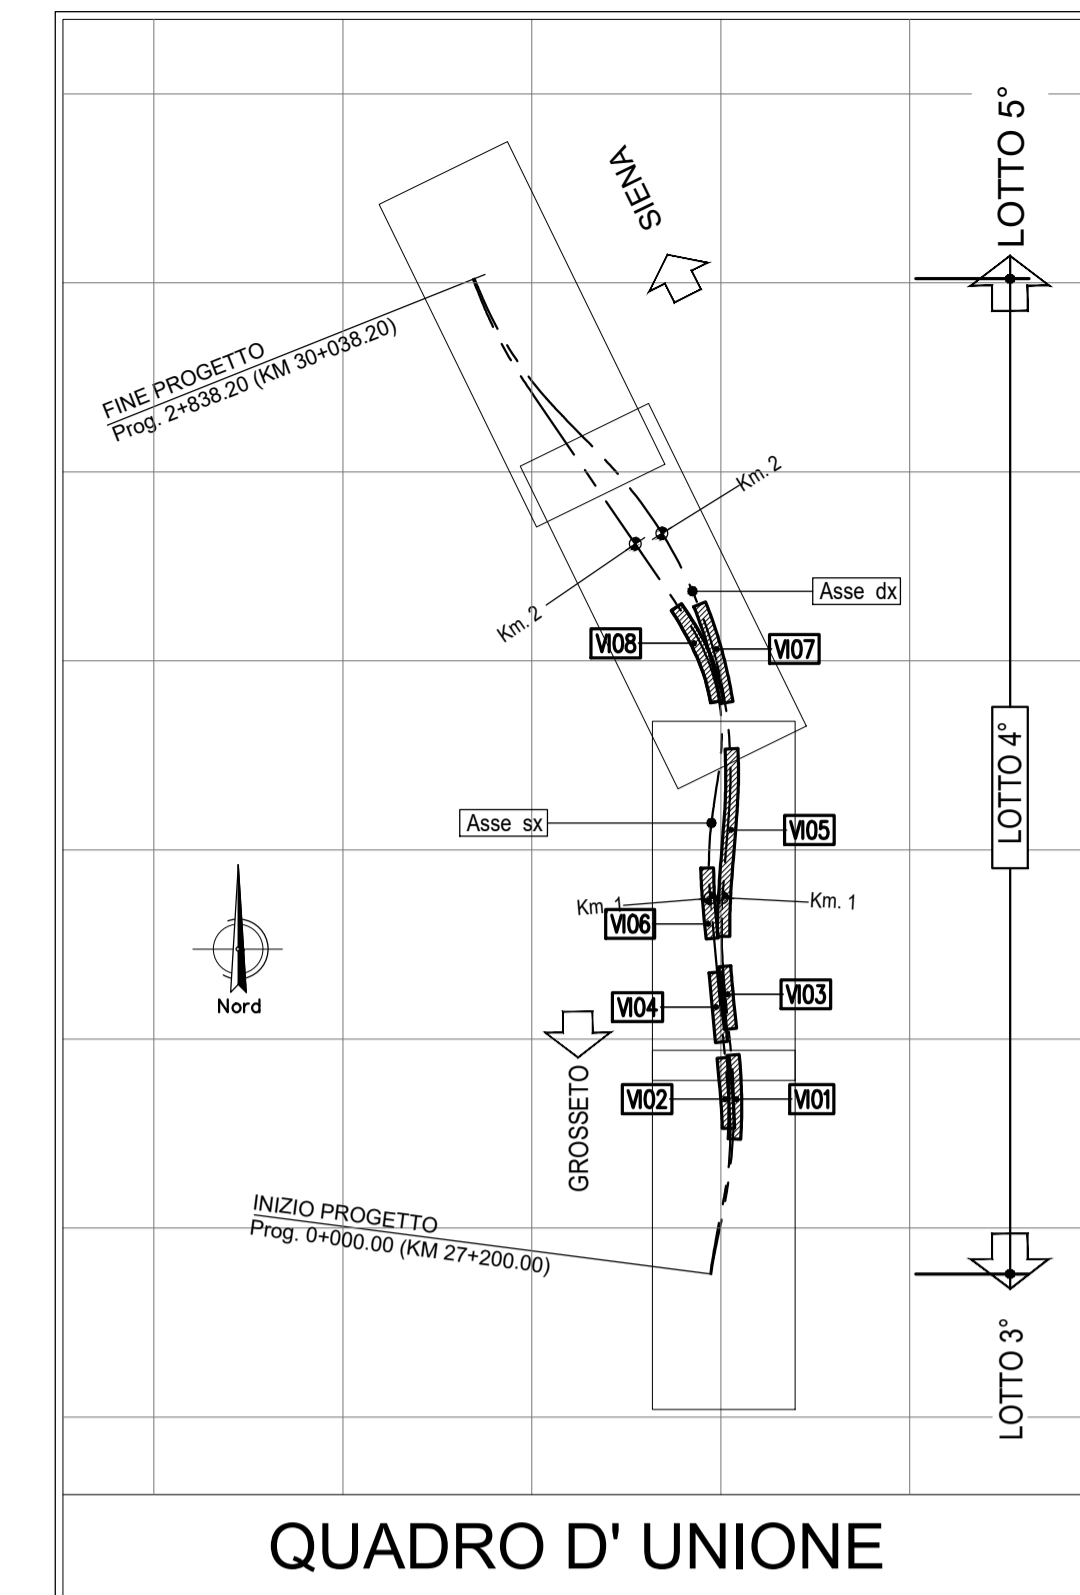 LOTTO 5°
SIENA
FINE PROGETTO
Prog. 2+838.20 (KM 30+038.20)
Km. 2
Km. 2
Asse dx
VI08
VI07
LOTTO 4°
Asse sx
VI05
Km. 1
Km. 1
VI06
Nord
VI04
VI03
GROSSETO
VI02
VI01
INIZIO PROGETTO
Prog. 0+000.00 (KM 27+200.00)
LOTTO 3°
QUADRO D' UNIONE